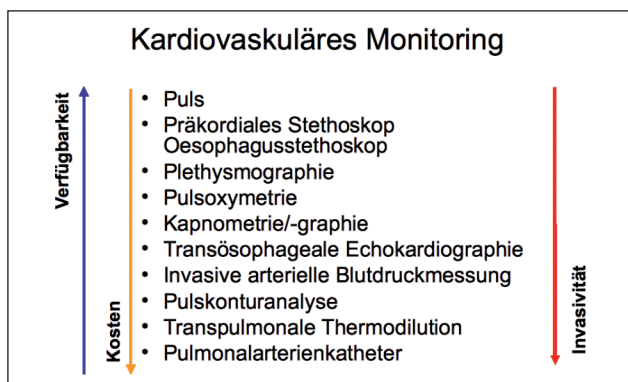 Kardiovaskuläres Monitoring
Verfügbarkeit
Kosten
• Puls
• Präkordiales Stethoskop
Oesophagusstethoskop
• Plethysmographie
• Pulsoxymetrie
• Kapnometrie/-graphie
• Transösophageale Echokardiographie
• Invasive arterielle Blutdruckmessung
• Pulskonturanalyse
• Transpulmonale Thermodilution
• Pulmonalarterienkatheter
Invasivität